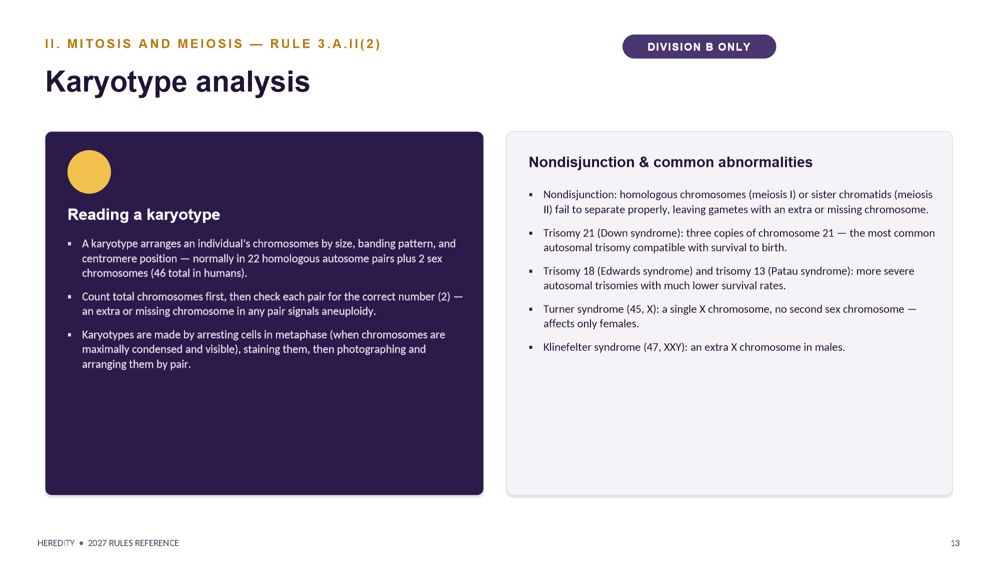 II. MITOSIS AND MEIOSIS — RULE 3.A.II(2)
DIVISION B ONLY
Karyotype analysis
Reading a karyotype
▪ A karyotype arranges an individual's chromosomes by size, banding pattern, and
centromere position — normally in 22 homologous autosome pairs plus 2 sex
chromosomes (46 total in humans).
▪ Count total chromosomes first, then check each pair for the correct number (2) —
an extra or missing chromosome in any pair signals aneuploidy.
▪ Karyotypes are made by arresting cells in metaphase (when chromosomes are
maximally condensed and visible), staining them, then photographing and
arranging them by pair.
Nondisjunction & common abnormalities
▪ Nondisjunction: homologous chromosomes (meiosis I) or sister chromatids (meiosis
II) fail to separate properly, leaving gametes with an extra or missing chromosome.
▪ Trisomy 21 (Down syndrome): three copies of chromosome 21 — the most common
autosomal trisomy compatible with survival to birth.
▪ Trisomy 18 (Edwards syndrome) and trisomy 13 (Patau syndrome): more severe
autosomal trisomies with much lower survival rates.
▪ Turner syndrome (45, X): a single X chromosome, no second sex chromosome —
affects only females.
▪ Klinefelter syndrome (47, XXY): an extra X chromosome in males.
HEREDITY • 2027 RULES REFERENCE
13